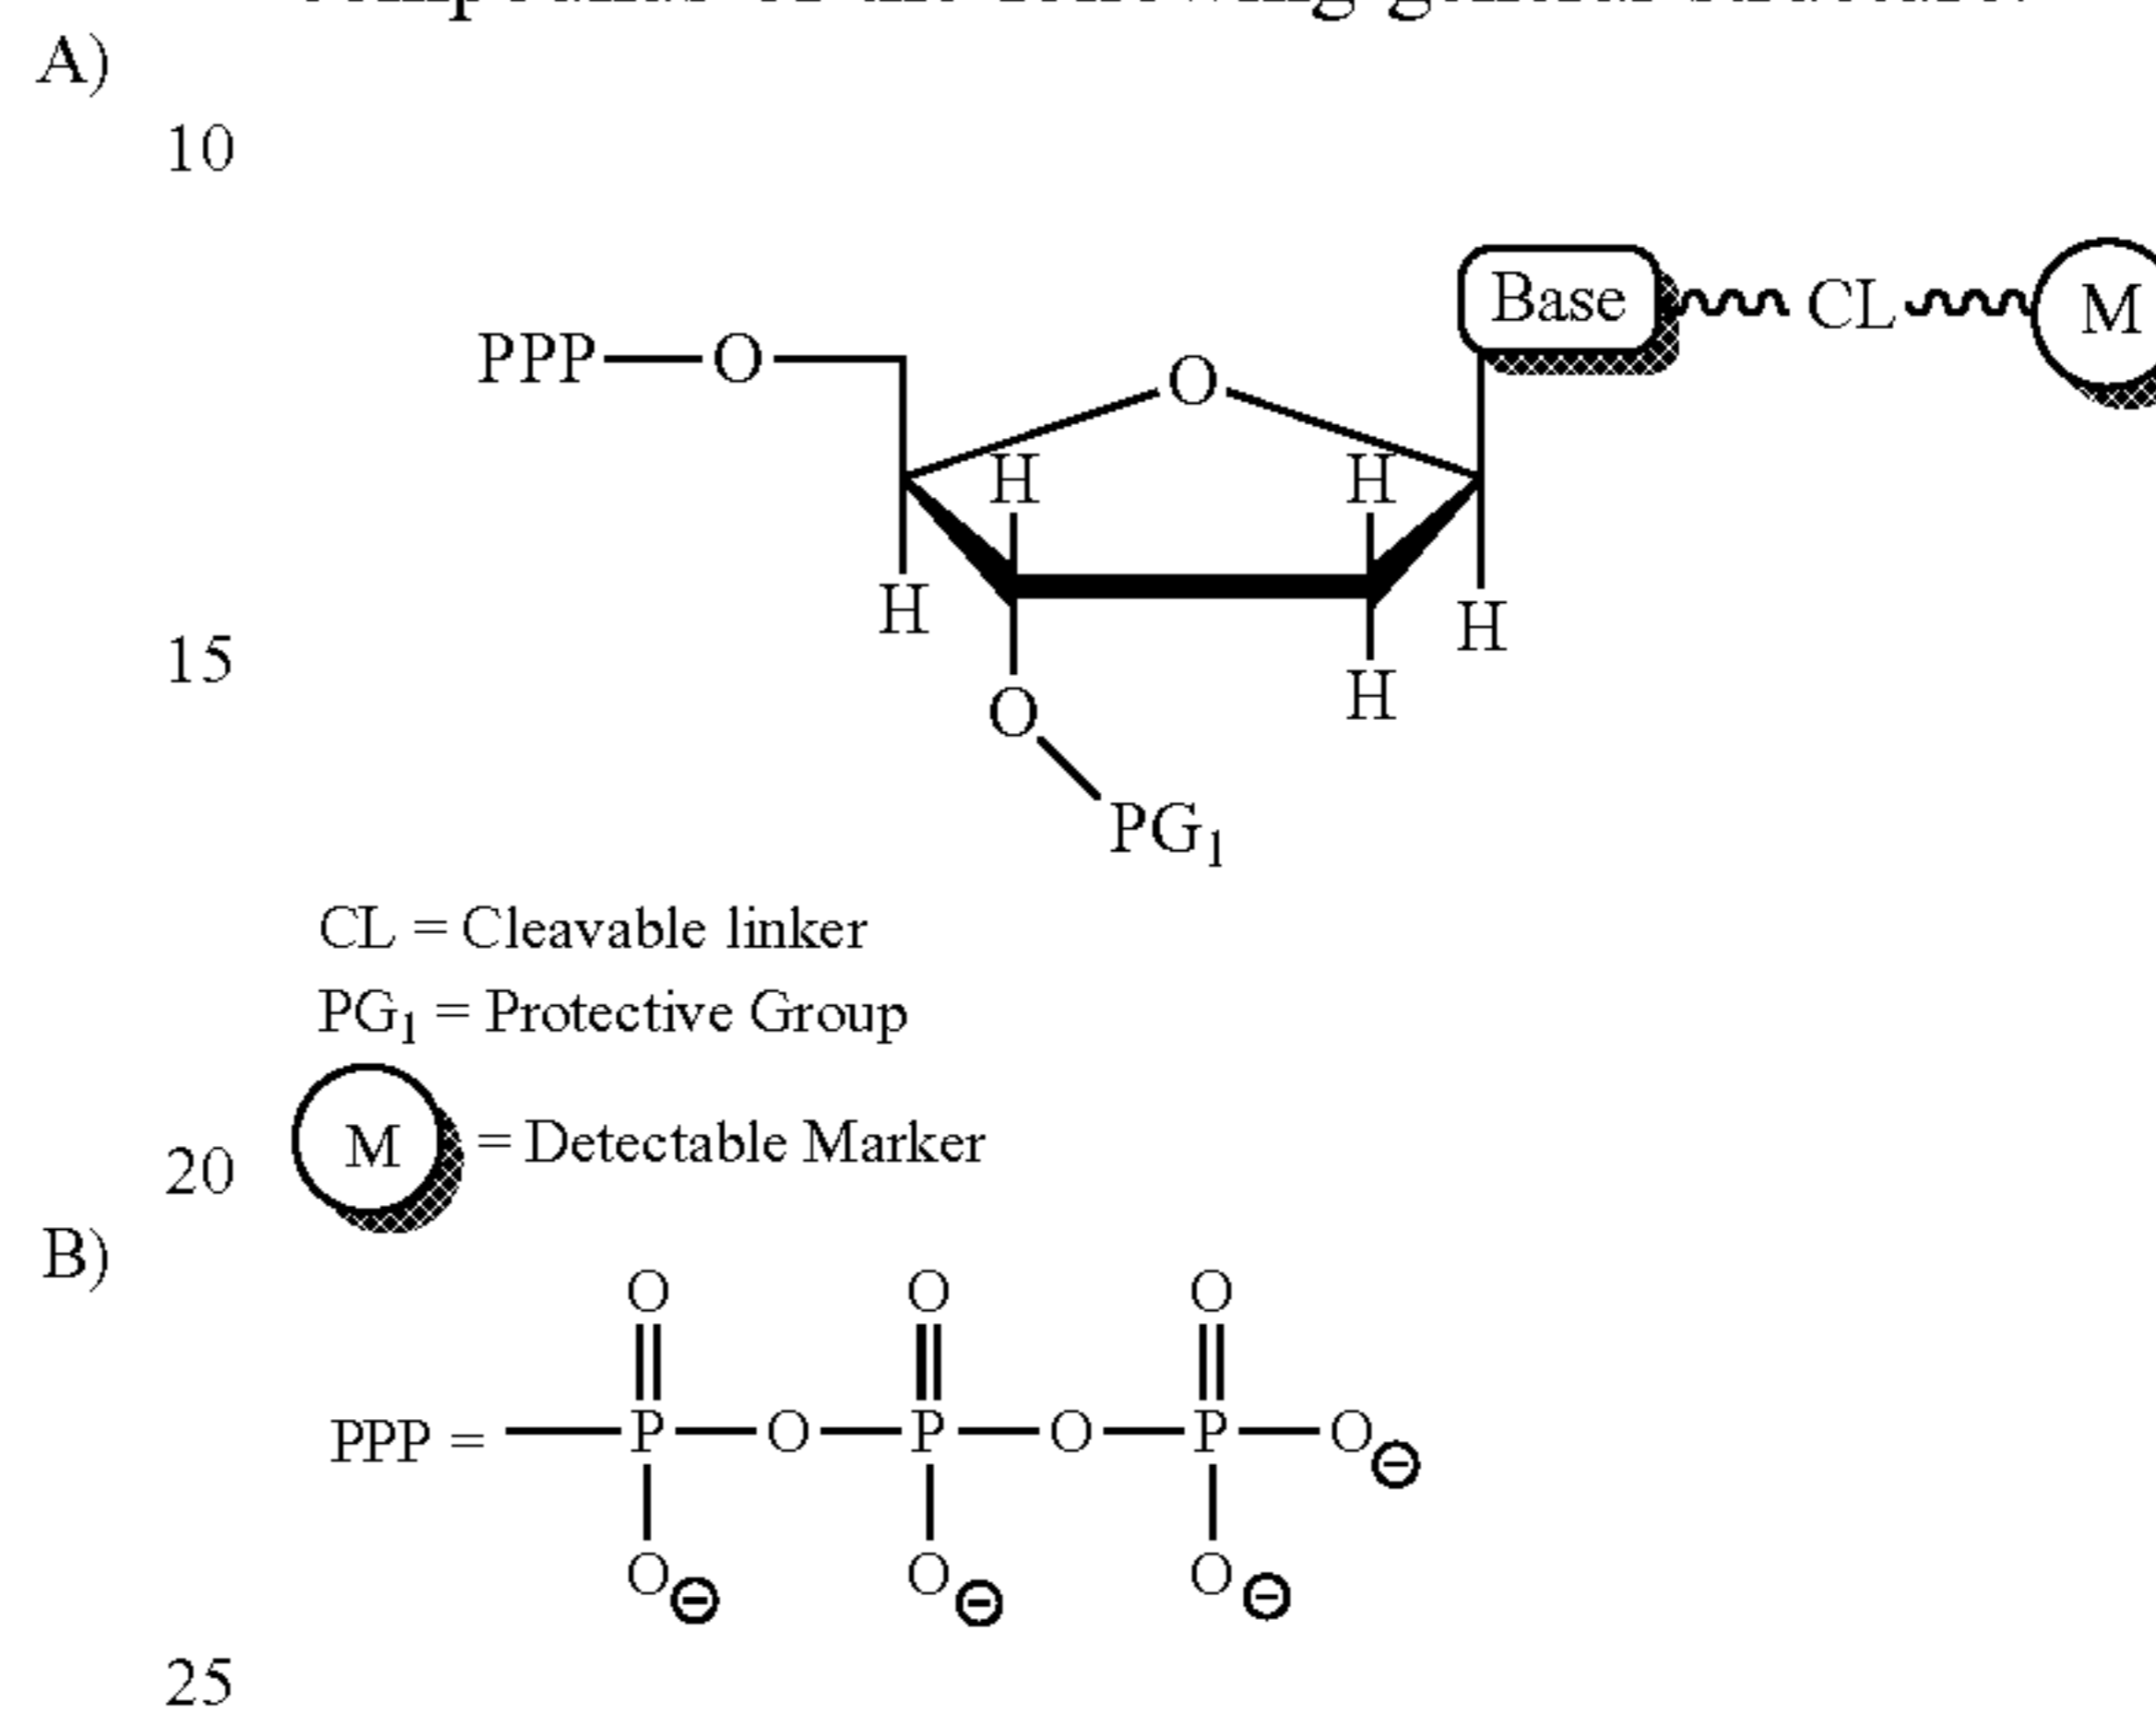 A)
10
Base CL M
PPP O O
H H
H H
15
O H
PG1
CL = Cleavable linker
PG1 = Protective Group
M = Detectable Marker
20
B)
O O O
PPP = P O P O P O⊖
O⊖ O⊖ O⊖
25